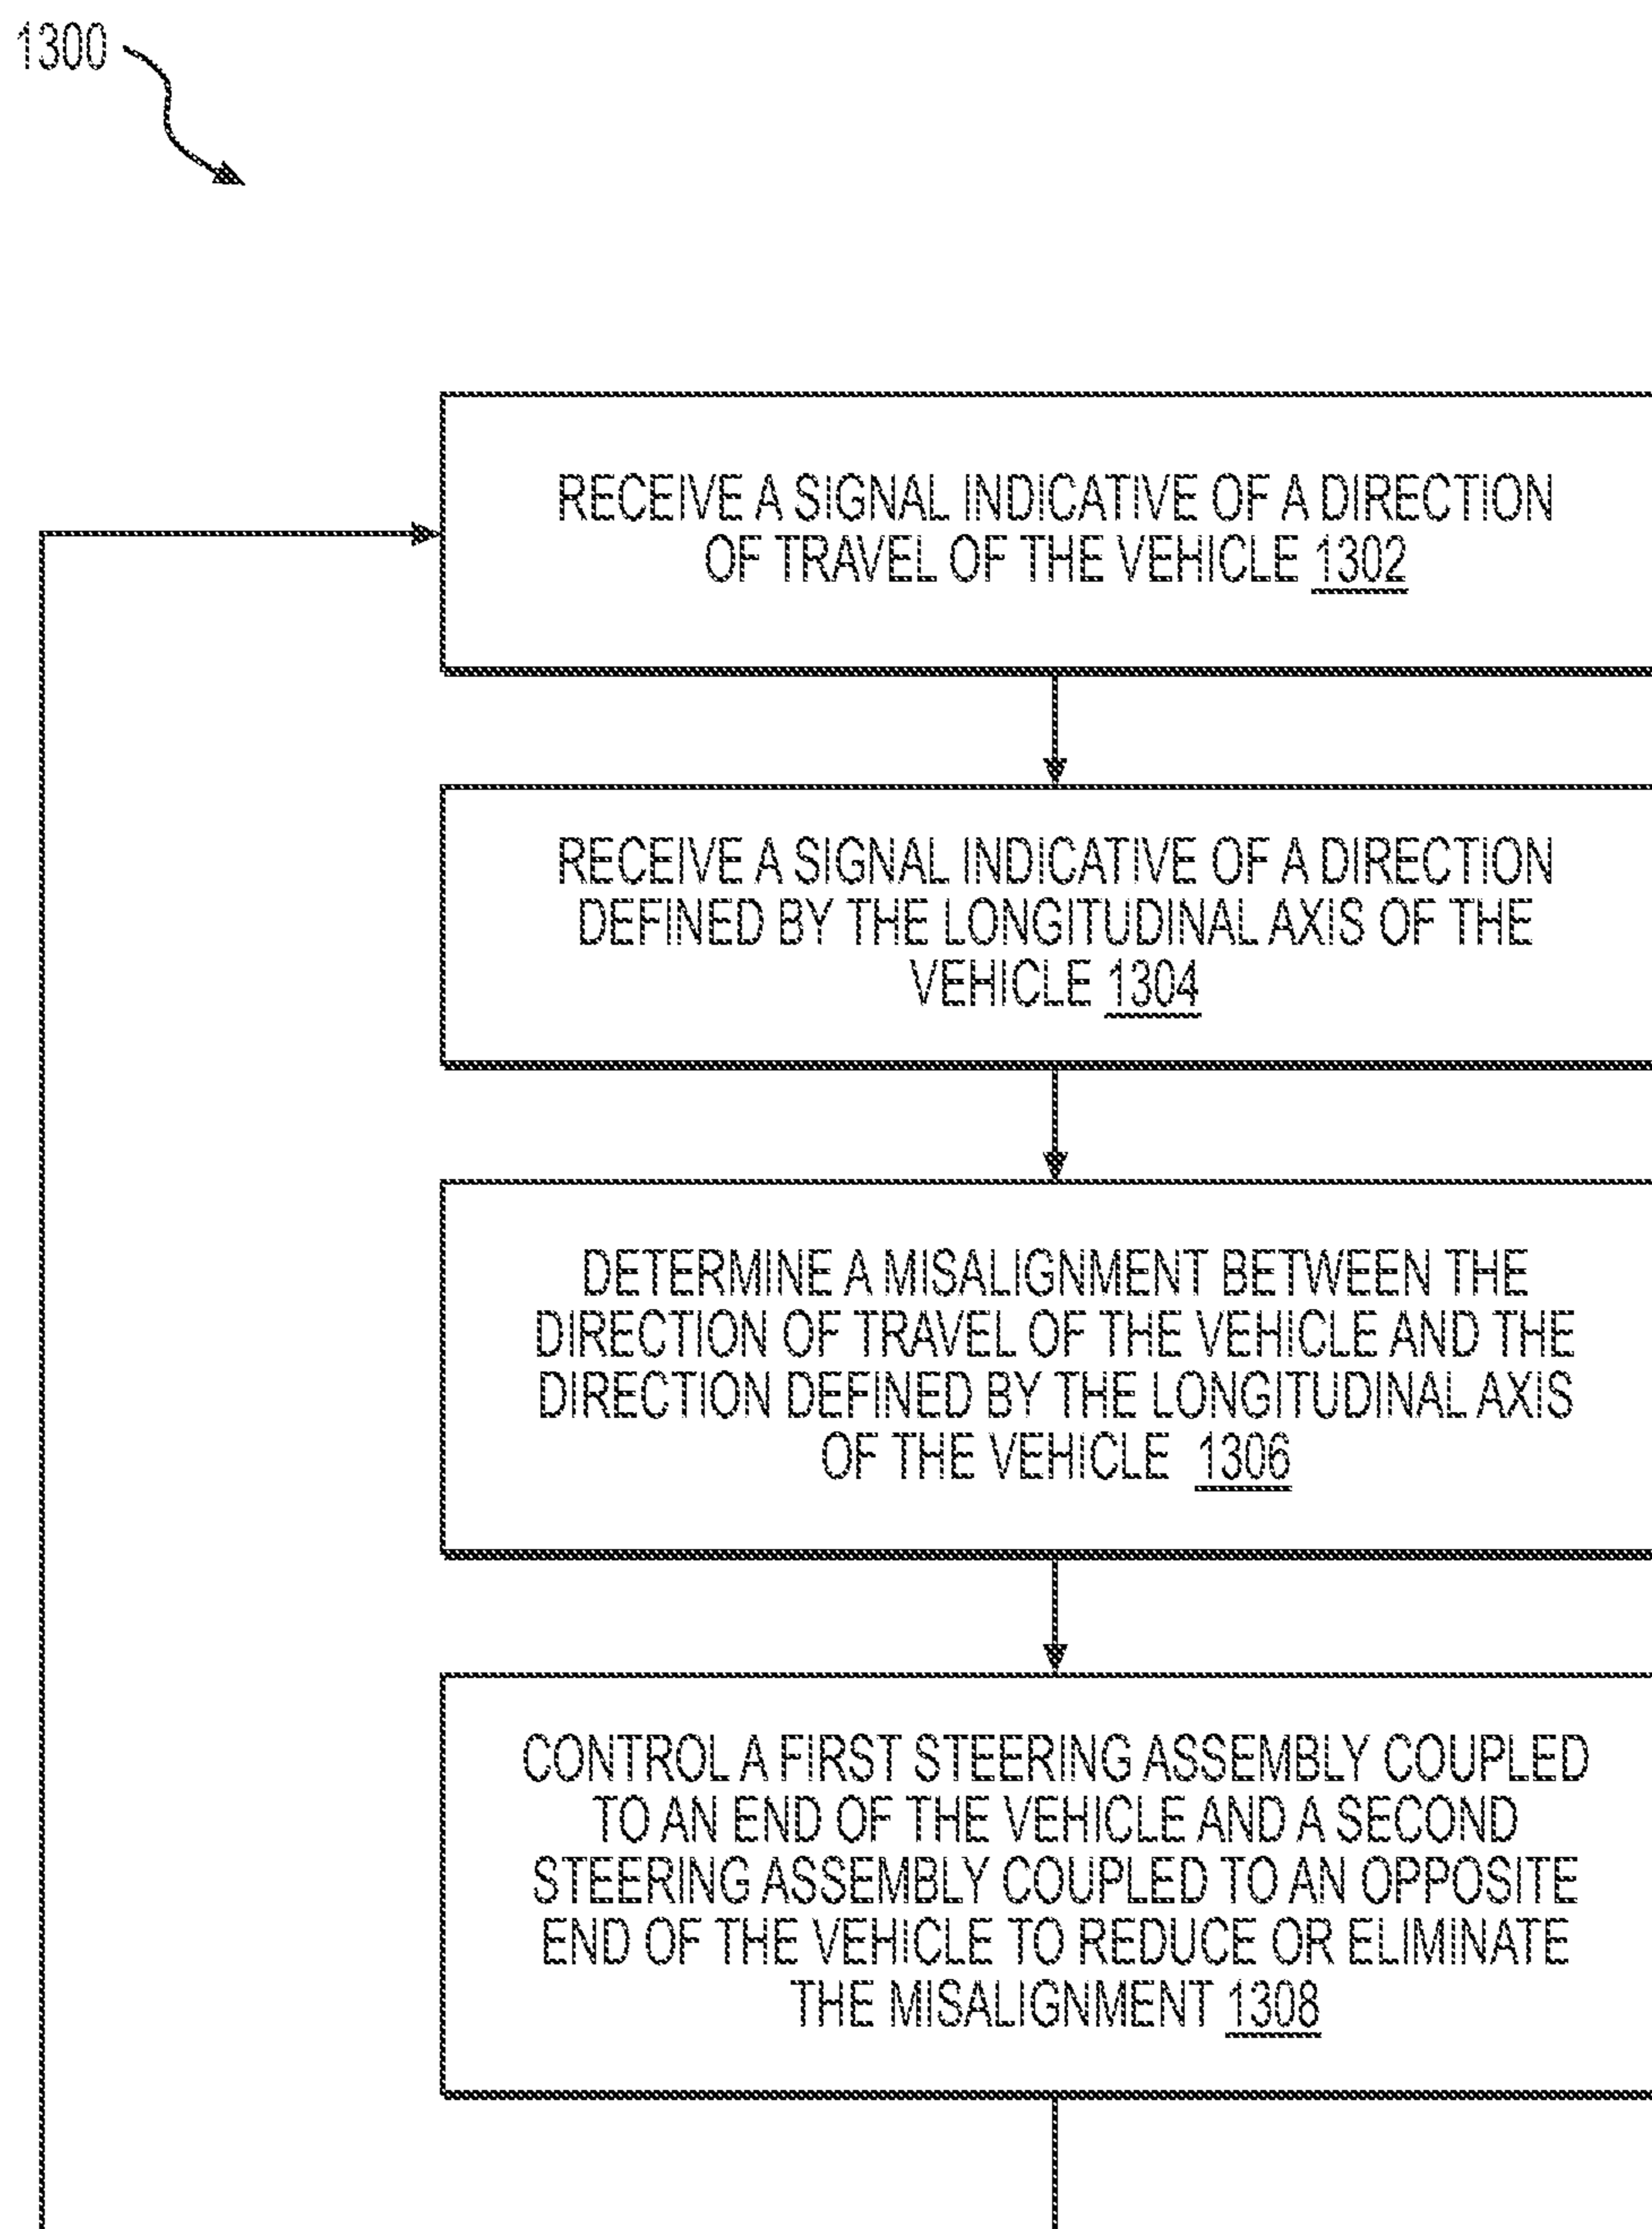 1300
RECEIVE A SIGNAL INDICATIVE OF A DIRECTION
OF TRAVEL OF THE VEHICLE 1302
RECEIVE A SIGNAL INDICATIVE OF A DIRECTION
DEFINED BY THE LONGITUDINAL AXIS OF THE
VEHICLE 1304
DETERMINE A MISALIGNMENT BETWEEN THE
DIRECTION OF TRAVEL OF THE VEHICLE AND THE
DIRECTION DEFINED BY THE LONGITUDINAL AXIS
OF THE VEHICLE 1306
CONTROL A FIRST STEERING ASSEMBLY COUPLED
TO AN END OF THE VEHICLE AND A SECOND
STEERING ASSEMBLY COUPLED TO AN OPPOSITE
END OF THE VEHICLE TO REDUCE OR ELIMINATE
THE MISALIGNMENT 1308